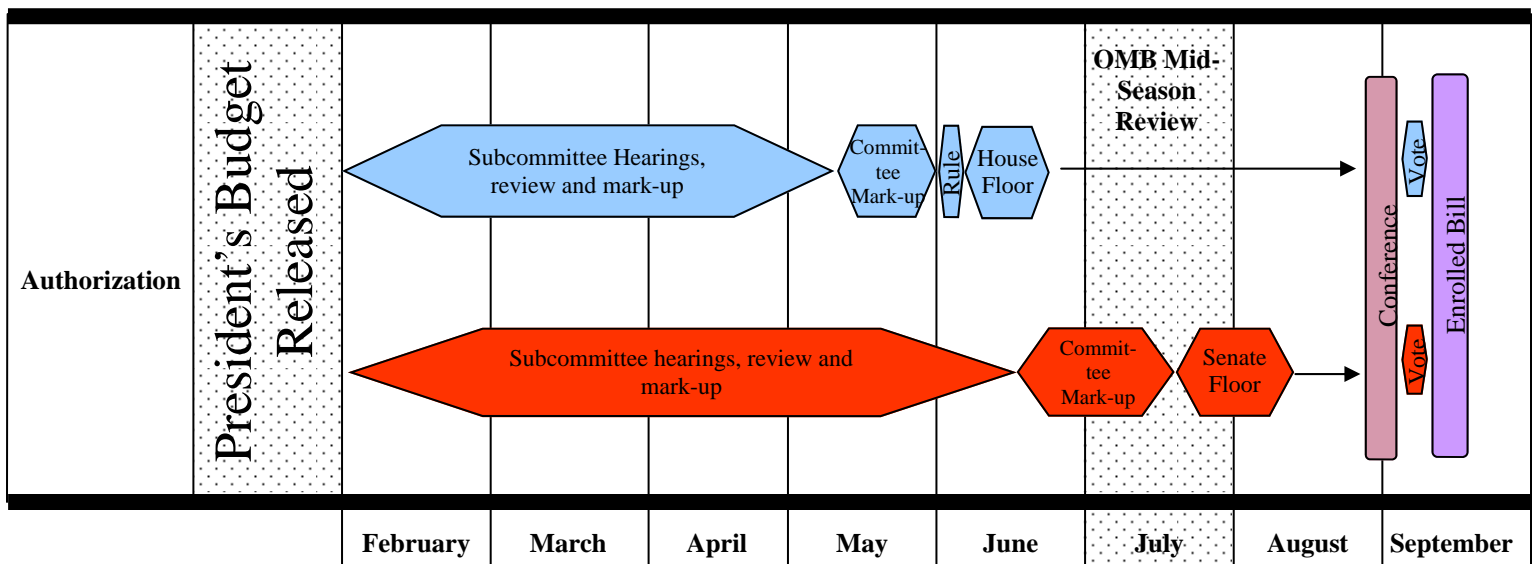 Authorization
President's Budget
Released
Subcommittee Hearings,
review and mark-up
Commit-
tee
Mark-up
Rule
House
Floor
OMB Mid-
Season
Review
Subcommittee hearings, review and
mark-up
Commit-
tee
Mark-up
Senate
Floor
Conference
Vote
Vote
Enrolled Bill
February
March
April
May
June
July
August
September